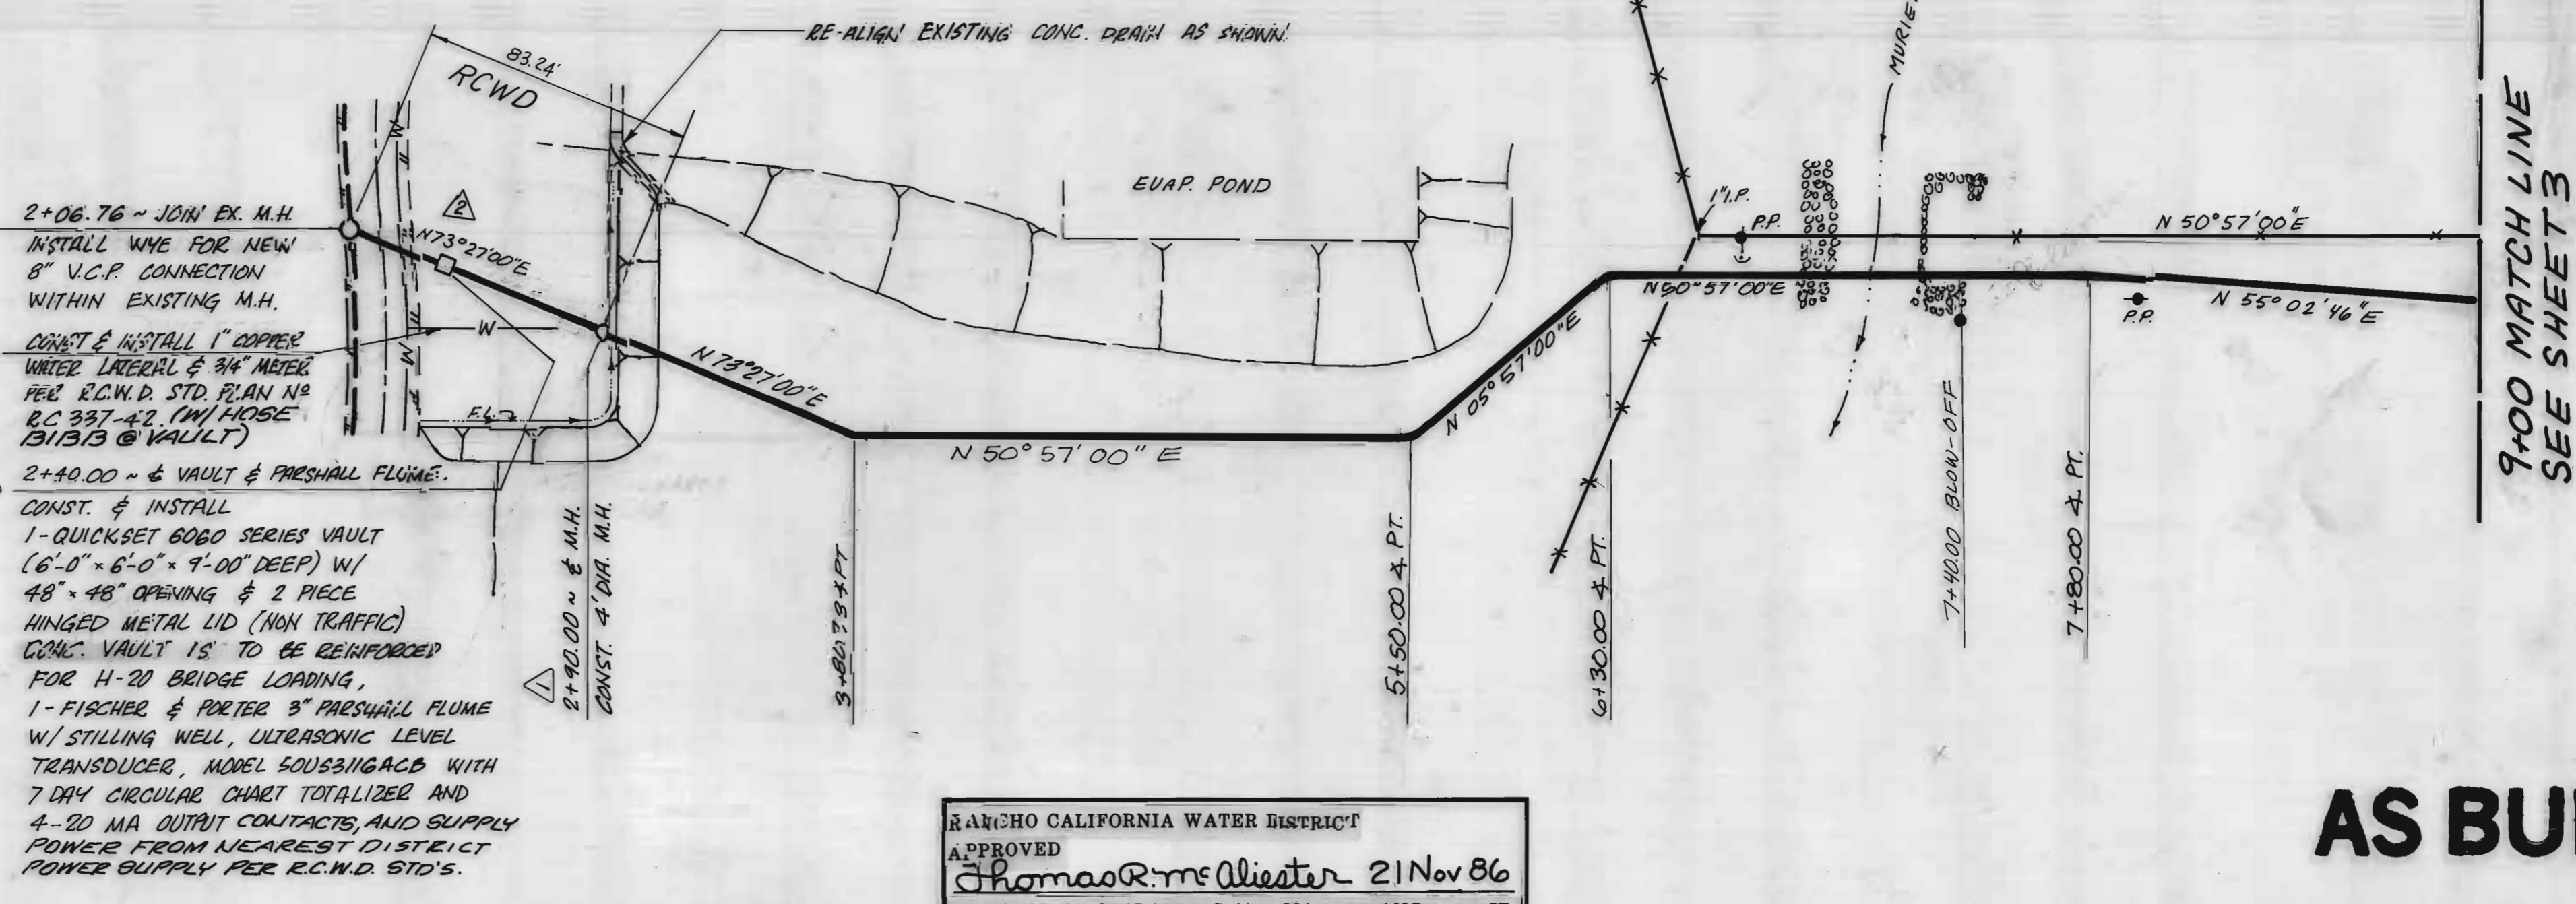 RE-ALIGN EXISTING CONC. DRAIN AS SHOWN
83.24'
RCWD
2+06.76 ~ JOIN EX. M.H.
INSTALL WYE FOR NEW
8" V.C.P. CONNECTION
WITHIN EXISTING M.H.
CONST & INSTALL 1" COPPER
WATER LATERAL & 3/4" METER
PER R.C.W.D. STD. PLAN Nº
RC 337-42. (W/ HOSE
BIBB @ VAULT)
2+40.00 ~ ℄ VAULT & PARSHALL FLUME.
CONST. & INSTALL
1-QUICKSET 6060 SERIES VAULT
(6'-0" × 6'-0" × 9'-00" DEEP) W/
48" × 48" OPENING & 2 PIECE
HINGED METAL LID (NON TRAFFIC)
CONC. VAULT IS TO BE REINFORCED
FOR H-20 BRIDGE LOADING,
1-FISCHER & PORTER 3" PARSHALL FLUME
W/ STILLING WELL, ULTRASONIC LEVEL
TRANSDUCER, MODEL 50US3116ACB WITH
7 DAY CIRCULAR CHART TOTALIZER AND
4-20 MA OUTPUT CONTACTS, AND SUPPLY
POWER FROM NEAREST DISTRICT
POWER SUPPLY PER R.C.W.D. STD'S.
2
N73°27'00"E
W
W
W
F.L.
1
2+90.00 ~ ℄ M.H.
CONST. 4' DIA. M.H.
N 73°27'00"E
EVAP. POND
N 50°57'00" E
∡ PT
5+50.00 ∡ PT.
N 05°57'00"E
6+30.00 ∡ PT.
1" I.P.
P.P.
N 50°57'00"E
N 50°57'00"E
7+40.00 BLOW-OFF
7+80.00 ∡ PT.
P.P.
N 55°02'46"E
9+00 MATCH LINE
SEE SHEET 3
RANCHO CALIFORNIA WATER DISTRICT
APPROVED
Thomas R. McAliester 21 Nov 86
AS